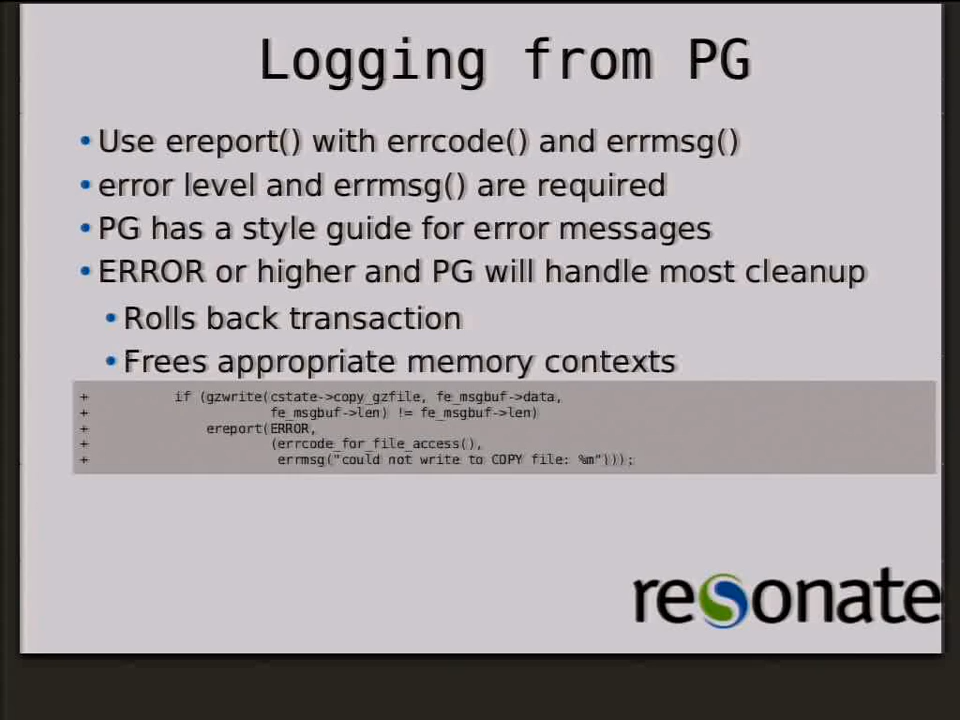 Logging from PG
• Use ereport() with errcode() and errmsg()
• error level and errmsg() are required
• PG has a style guide for error messages
• ERROR or higher and PG will handle most cleanup
• Rolls back transaction
• Frees appropriate memory contexts
+ if (gzwrite(cstate->copy_gzfile, fe_msgbuf->data,
+ fe_msgbuf->len) != fe_msgbuf->len)
+ ereport(ERROR,
+ (errcode_for_file_access(),
+ errmsg("could not write to COPY file: %m")));
resonate